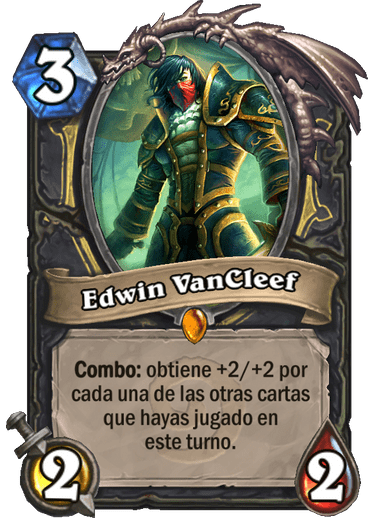 3
Edwin VanCleef
Combo: obtiene +2/+2 por
cada una de las otras cartas
que hayas jugado en
este turno.
2
2